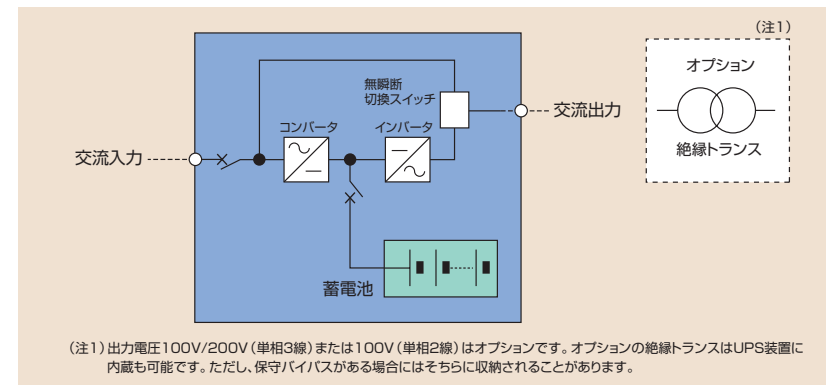 (注1)
オプション
絶縁トランス
無瞬断
切換スイッチ
交流出力
コンバータ
インバータ
交流入力
蓄電池
(注1)出力電圧100V/200V(単相3線)または100V(単相2線)はオプションです。オプションの絶縁トランスはUPS装置に
内蔵も可能です。ただし、保守バイパスがある場合にはそちらに収納されることがあります。